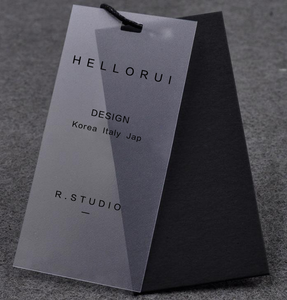 HELLORUI
DESIGN
Korea Italy Jap
R.STUDIO